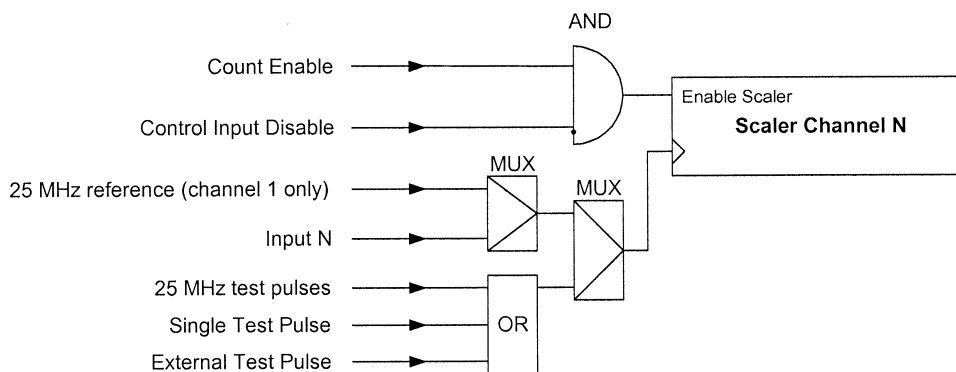 AND
Count Enable
Enable Scaler
Scaler Channel N
Control Input Disable
MUX
25 MHz reference (channel 1 only)
MUX
Input N
25 MHz test pulses
Single Test Pulse
OR
External Test Pulse